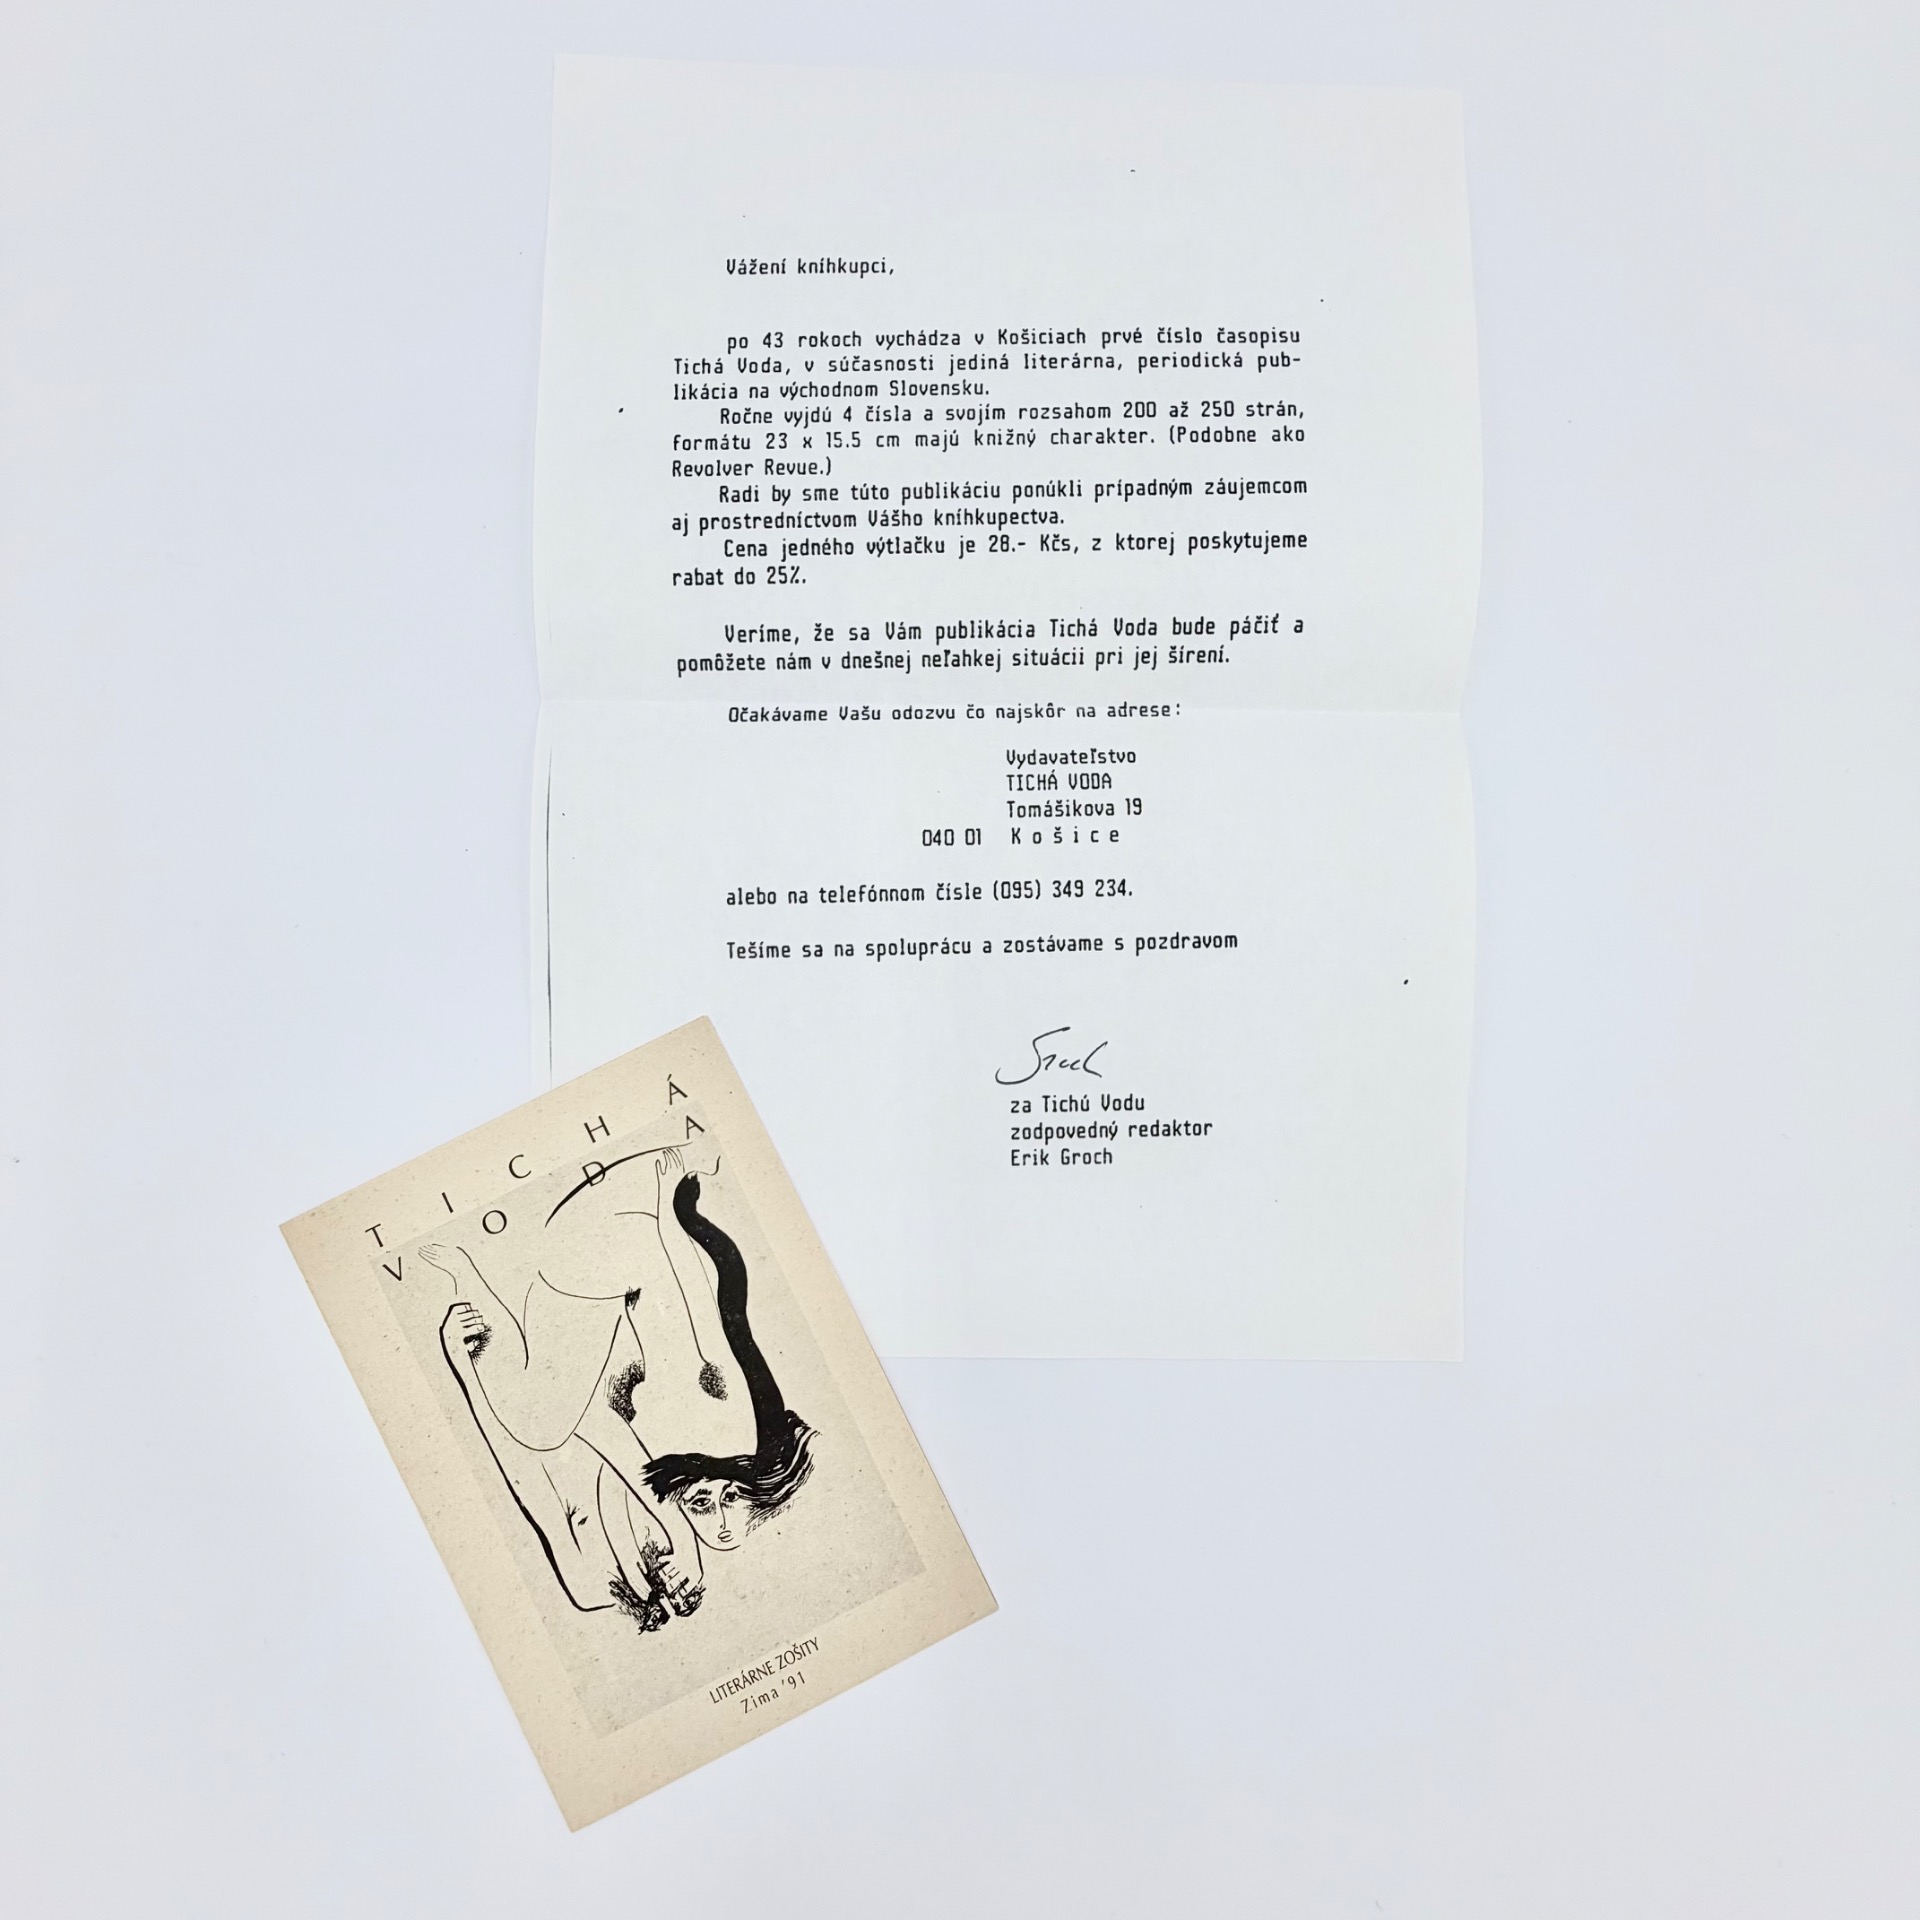 Vážení kníhkupci,
po 43 rokoch vychádza v Košiciach prvé číslo časopisu
Tichá Voda, v súčasnosti jediná literárna, periodická pub-
likácia na východnom Slovensku.
Ročne vyjdú 4 čísla a svojím rozsahom 200 až 250 strán,
formátu 23 x 15.5 cm majú knižný charakter. (Podobne ako
Revolver Revue.)
Radi by sme túto publikáciu ponúkli prípadným záujemcom
aj prostredníctvom Vášho kníhkupectva.
Cena jedného výtlačku je 28.- Kčs, z ktorej poskytujeme
rabat do 25%.
Veríme, že sa Vám publikácia Tichá Voda bude páčiť a
pomôžete nám v dnešnej neľahkej situácii pri jej šírení.
Očakávame Vašu odozvu čo najskôr na adrese:
Vydavateľstvo
TICHÁ VODA
Tomášikova 19
040 01 K o š i c e
alebo na telefónnom čísle (095) 349 234.
Tešíme sa na spoluprácu a zostávame s pozdravom
Groch
za Tichú Vodu
zodpovedný redaktor
Erik Groch
T I C H Á
V O D A
LITERÁRNE ZOŠITY
Zima '91